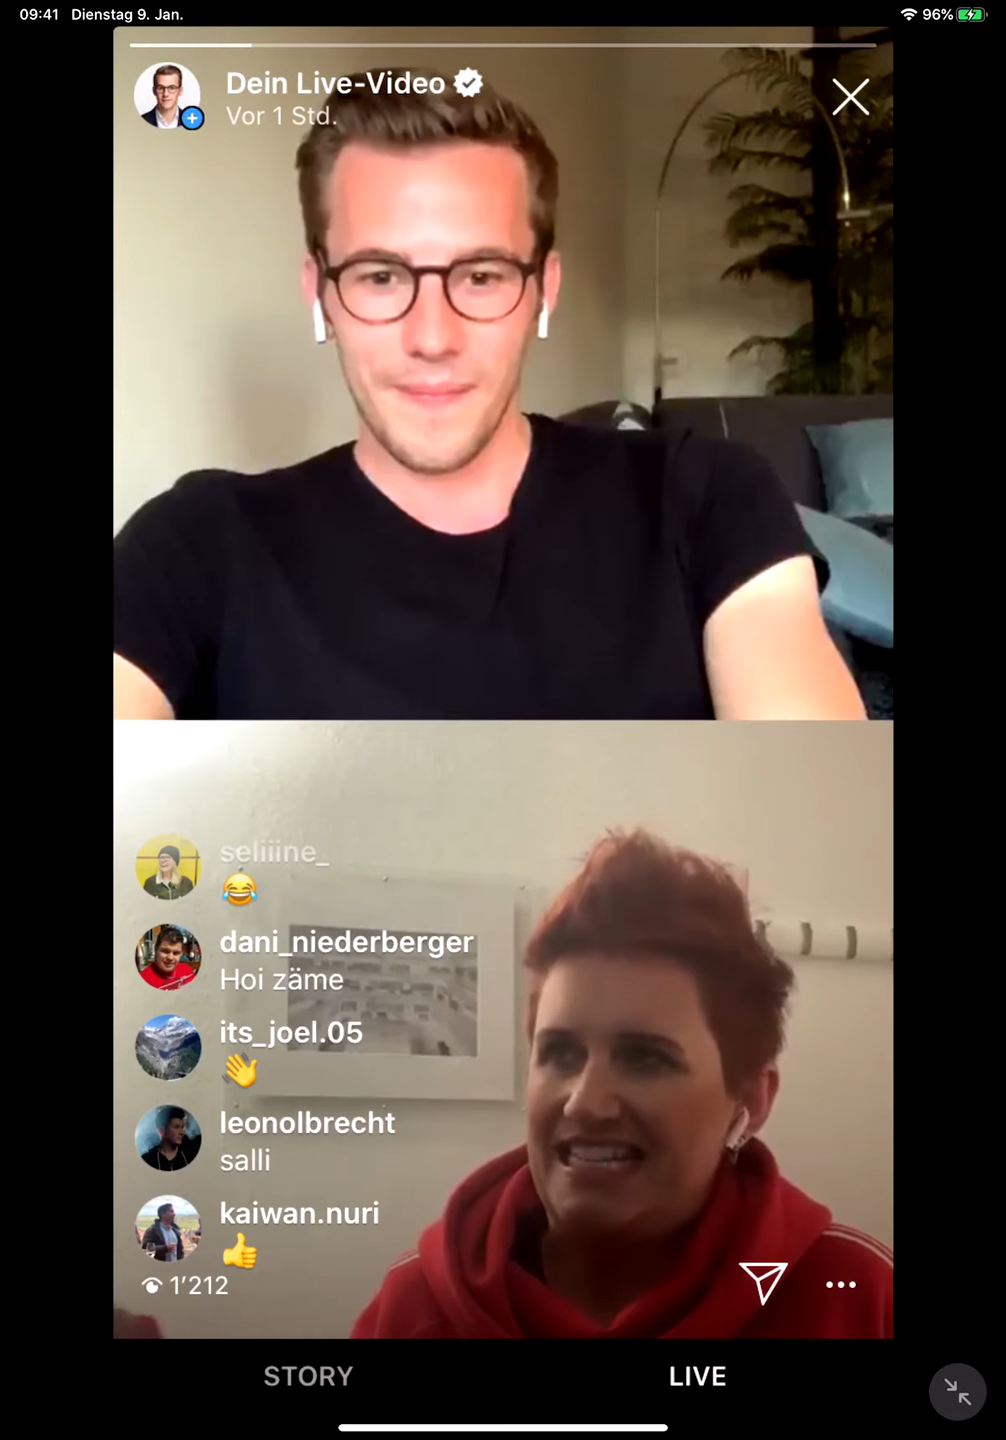 09:41 Dienstag 9. Jan.
96%
Dein Live-Video
Vor 1 Std.
seliiine_
😂
dani_niederberger
Hoi zäme
its_joel.05
👋
leonolbrecht
salli
kaiwan.nuri
👍
1’212
STORY
LIVE